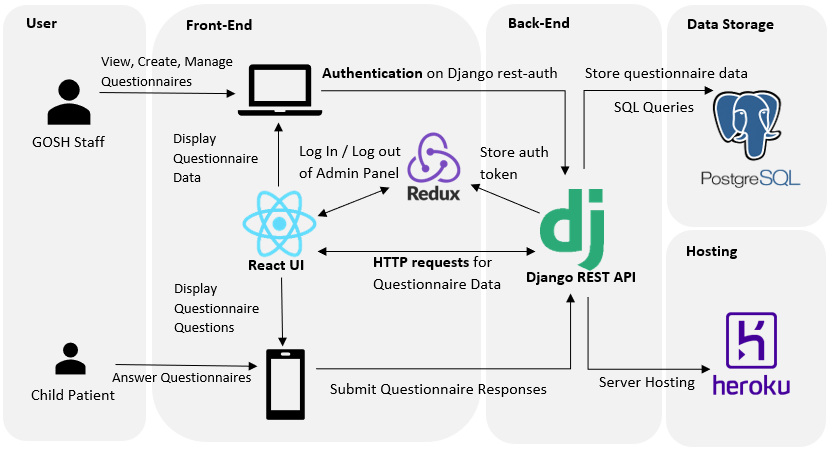 User
Front-End
Back-End
Data Storage
View, Create, Manage
Questionnaires
GOSH Staff
Authentication on Django rest-auth
Store questionnaire data
SQL Queries
PostgreSQL
Display
Questionnaire
Data
Log In / Log out
of Admin Panel
Redux
Store auth
token
dj
React UI
HTTP requests for
Questionnaire Data
Django REST API
Hosting
Display
Questionnaire
Questions
Child Patient
Answer Questionnaires
Submit Questionnaire Responses
Server Hosting
heroku